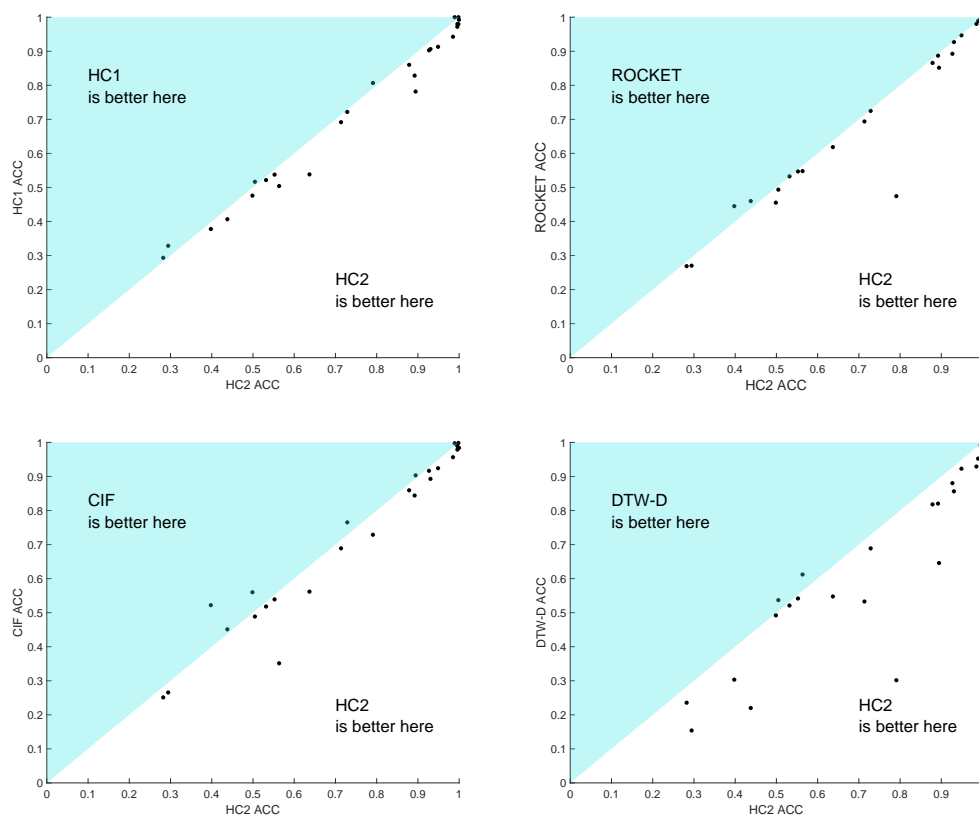 1
0.9
0.8
0.7
0.6
0.5
0.4
0.3
0.2
0.1
0
HC1 ACC
HC1
is better here
HC2
is better here
0 0.1 0.2 0.3 0.4 0.5 0.6 0.7 0.8 0.9 1
HC2 ACC
1
0.9
0.8
0.7
0.6
0.5
0.4
0.3
0.2
0.1
0
ROCKET ACC
ROCKET
is better here
HC2
is better here
0 0.1 0.2 0.3 0.4 0.5 0.6 0.7 0.8 0.9
HC2 ACC
1
0.9
0.8
0.7
0.6
0.5
0.4
0.3
0.2
0.1
0
CIF ACC
CIF
is better here
HC2
is better here
0 0.1 0.2 0.3 0.4 0.5 0.6 0.7 0.8 0.9 1
HC2 ACC
1
0.9
0.8
0.7
0.6
0.5
0.4
0.3
0.2
0.1
0
DTW-D ACC
DTW-D
is better here
HC2
is better here
0 0.1 0.2 0.3 0.4 0.5 0.6 0.7 0.8 0.9
HC2 ACC